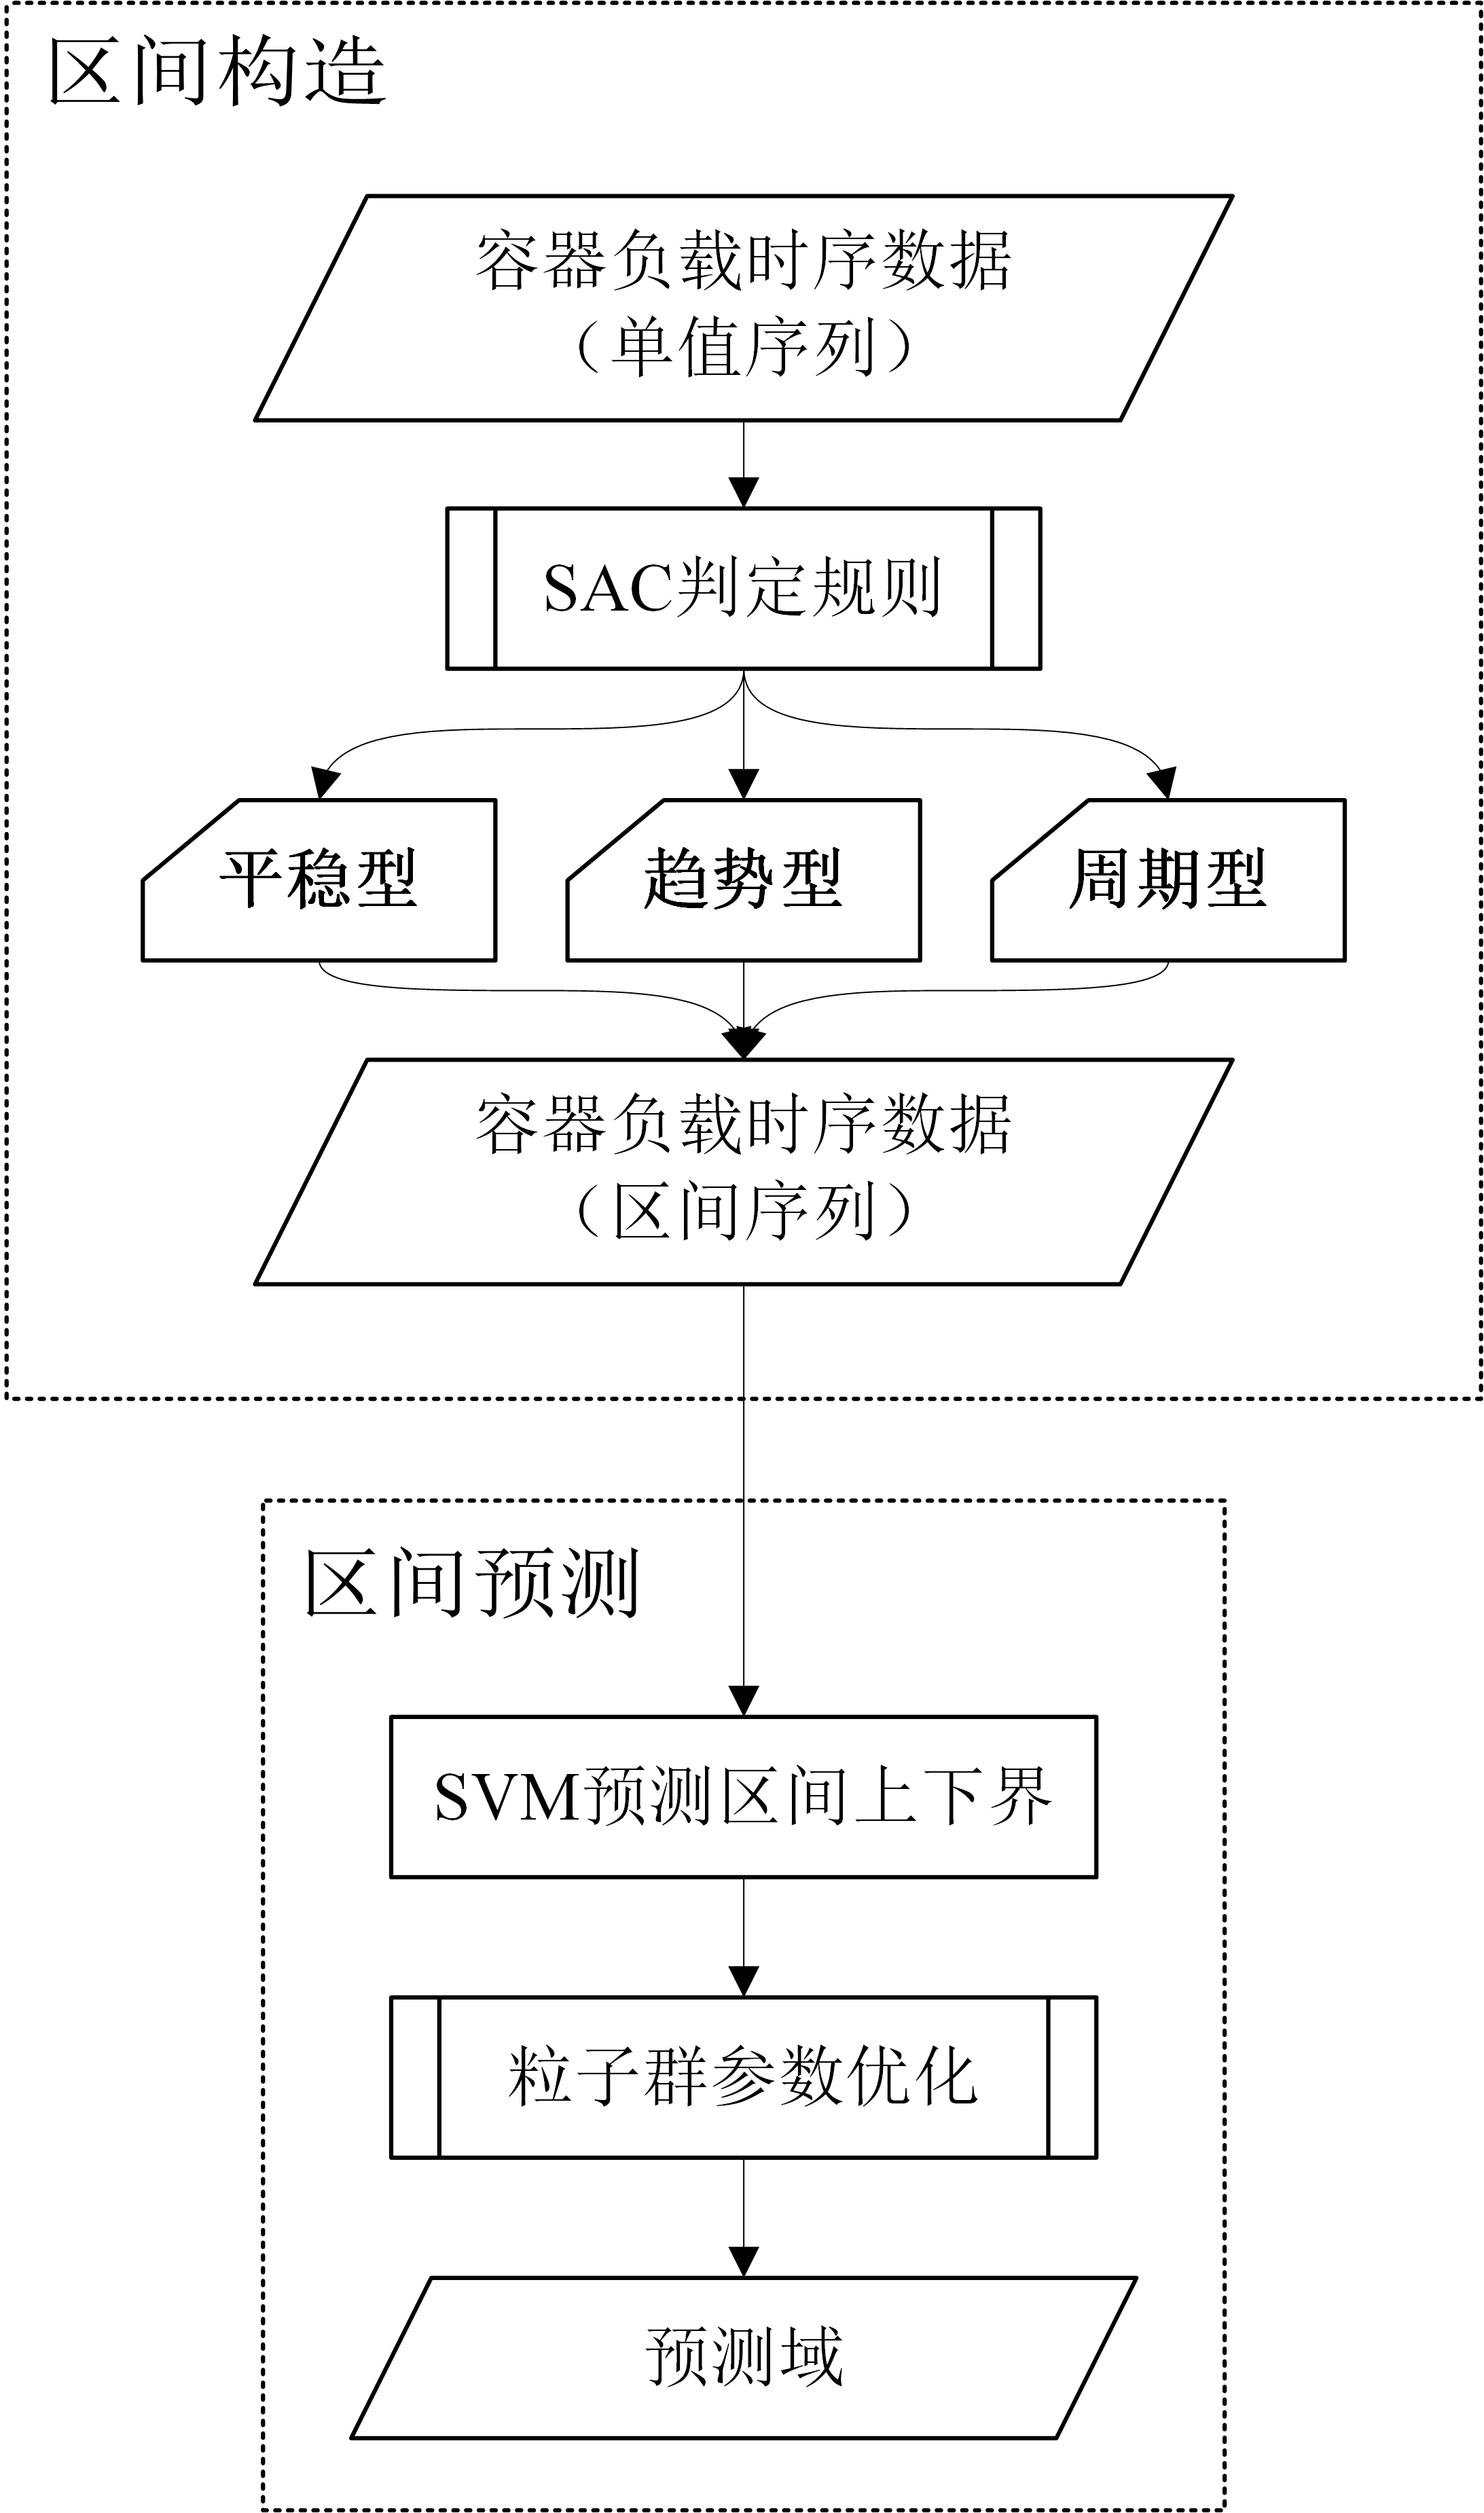 区间构造
容器负载时序数据
（单值序列）
SAC判定规则
平稳型
趋势型
周期型
容器负载时序数据
（区间序列）
区间预测
SVM预测区间上下界
粒子群参数优化
预测域